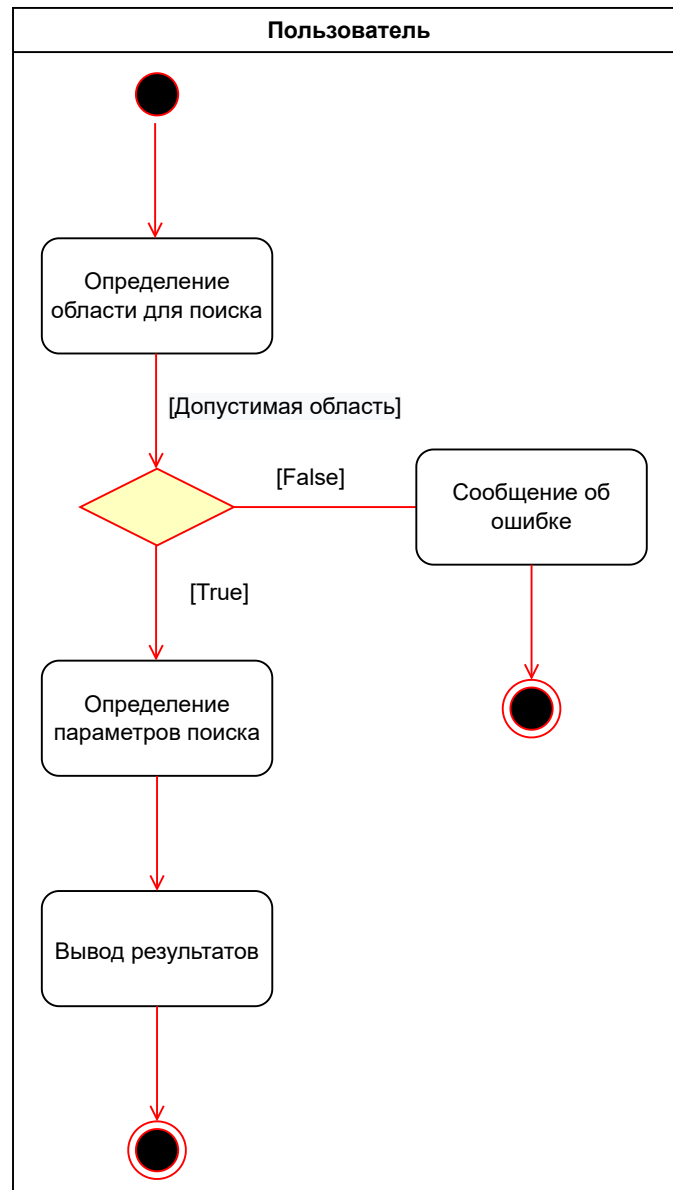 Пользователь
Определение
области для поиска
[Допустимая область]
[False]
Сообщение об
ошибке
[True]
Определение
параметров поиска
Вывод результатов